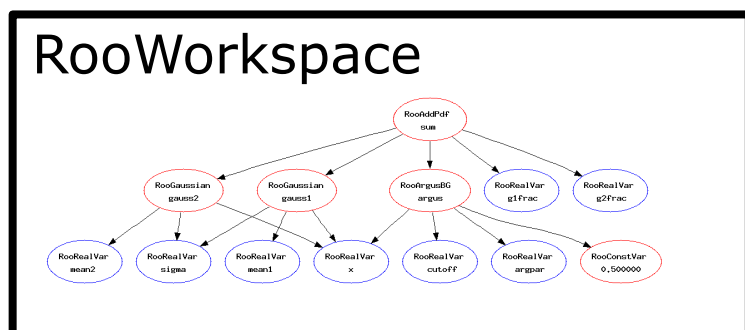 RooWorkspace
RooAddPdf
sum
RooGaussian
gauss2
RooGaussian
gauss1
RooArgusBG
argus
RooRealVar
g1frac
RooRealVar
g2frac
RooRealVar
mean2
RooRealVar
sigma
RooRealVar
mean1
RooRealVar
x
RooRealVar
cutoff
RooRealVar
argpar
RooConstVar
0,500000